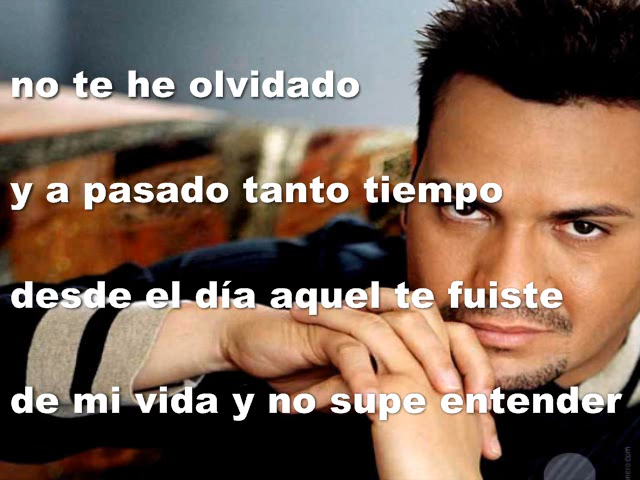 no te he olvidado
y a pasado tanto tiempo
desde el día aquel te fuiste
de mi vida y no supe entender